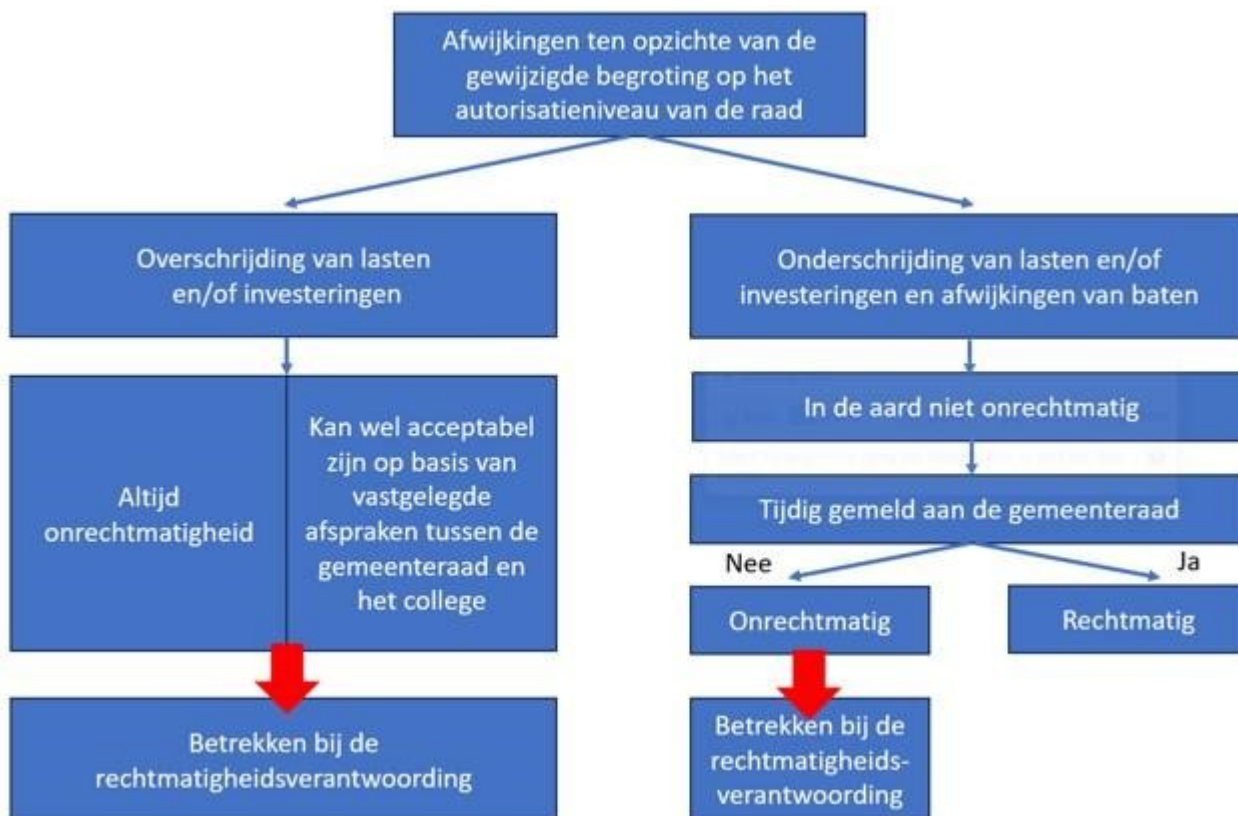 Afwijkingen ten opzichte van de
gewijzigde begroting op het
autorisatieniveau van de raad
Overschrijding van lasten
en/of investeringen
Altijd
onrechtmatigheid
Kan wel acceptabel
zijn op basis van
vastgelegde
afspraken tussen de
gemeenteraad en
het college
Betrekken bij de
rechtmatigheidsverantwoording
Onderschrijding van lasten en/of
investeringen en afwijkingen van baten
In de aard niet onrechtmatig
Tijdig gemeld aan de gemeenteraad
Nee
Ja
Onrechtmatig
Rechtmatig
Betrekken bij de
rechtmatigheids-
verantwoording